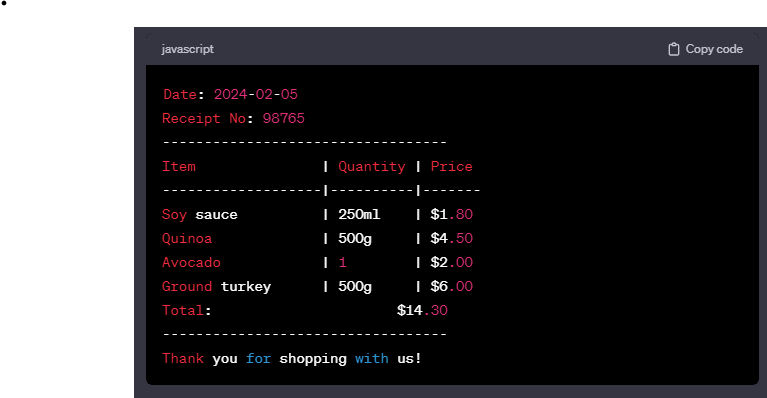 javascript Copy code
Date: 2024-02-05
Receipt No: 98765
----------------------------------
Item               | Quantity | Price
-------------------|----------|-------
Soy sauce          | 250ml    | $1.80
Quinoa             | 500g     | $4.50
Avocado            | 1        | $2.00
Ground turkey      | 500g     | $6.00
Total:                      $14.30
----------------------------------
Thank you for shopping with us!